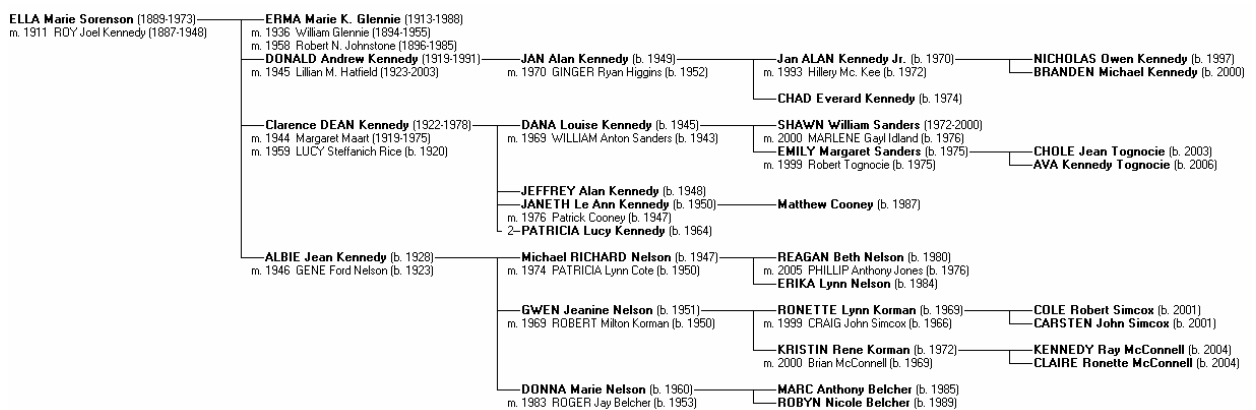 ELLA Marie Sorenson (1889-1973)
m. 1911 ROY Joel Kennedy (1887-1948)
ERMA Marie K. Glennie (1913-1988)
m. 1936 William Glennie (1894-1955)
m. 1958 Robert N. Johnstone (1896-1985)
DONALD Andrew Kennedy (1919-1991)
m. 1945 Lillian M. Hatfield (1923-2003)
JAN Alan Kennedy (b. 1949)
m. 1970 GINGER Ryan Higgins (b. 1952)
Jan ALAN Kennedy Jr. (b. 1970)
m. 1993 Hillery Mc. Kee (b. 1972)
NICHOLAS Owen Kennedy (b. 1997)
BRANDEN Michael Kennedy (b. 2000)
CHAD Everard Kennedy (b. 1974)
Clarence DEAN Kennedy (1922-1978)
m. 1944 Margaret Maart (1919-1975)
m. 1959 LUCY Steffanich Rice (b. 1920)
DANA Louise Kennedy (b. 1945)
m. 1969 WILLIAM Anton Sanders (b. 1943)
SHAWN William Sanders (1972-2000)
m. 2000 MARLENE Gayl Idland (b. 1976)
EMILY Margaret Sanders (b. 1975)
m. 1999 Robert Tognocie (b. 1975)
CHOLE Jean Tognocie (b. 2003)
AVA Kennedy Tognocie (b. 2006)
JEFFREY Alan Kennedy (b. 1948)
JANETH Le Ann Kennedy (b. 1950)
m. 1976 Patrick Cooney (b. 1947)
Matthew Cooney (b. 1987)
2 PATRICIA Lucy Kennedy (b. 1964)
ALBIE Jean Kennedy (b. 1928)
m. 1946 GENE Ford Nelson (b. 1923)
Michael RICHARD Nelson (b. 1947)
m. 1974 PATRICIA Lynn Cote (b. 1950)
REAGAN Beth Nelson (b. 1980)
m. 2005 PHILLIP Anthony Jones (b. 1976)
ERIKA Lynn Nelson (b. 1984)
GWEN Jeanine Nelson (b. 1951)
m. 1969 ROBERT Milton Korman (b. 1950)
RONETTE Lynn Korman (b. 1969)
m. 1999 CRAIG John Simcox (b. 1966)
COLE Robert Simcox (b. 2001)
CARSTEN John Simcox (b. 2001)
KRISTIN Rene Korman (b. 1972)
m. 2000 Brian McConnell (b. 1969)
KENNEDY Ray McConnell (b. 2004)
CLAIRE Ronette McConnell (b. 2004)
DONNA Marie Nelson (b. 1960)
m. 1983 ROGER Jay Belcher (b. 1953)
MARC Anthony Belcher (b. 1985)
ROBYN Nicole Belcher (b. 1989)